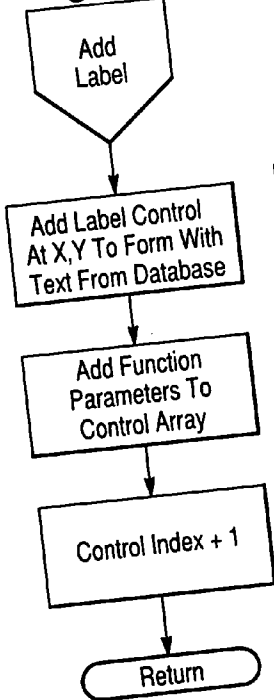 Add
Label
Add Label Control
At X,Y To Form With
Text From Database
Add Function
Parameters To
Control Array
Control Index + 1
Return